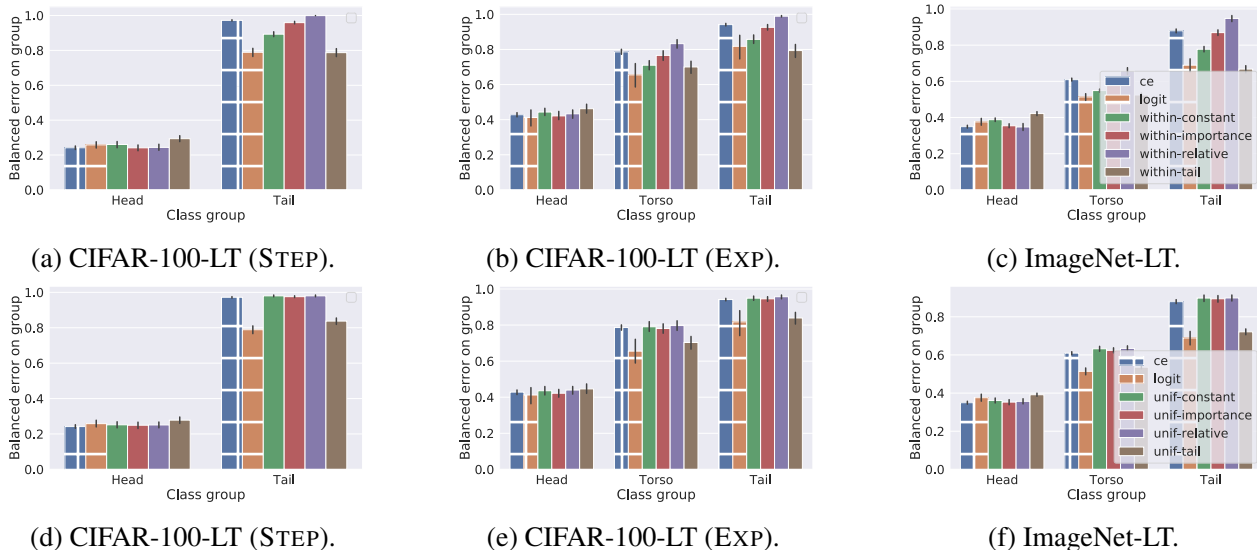 Balanced error on group
1.0
0.8
0.6
0.4
0.2
0.0
Head
Tail
Class group
(a) CIFAR-100-LT (STEP).
Balanced error on group
1.0
0.8
0.6
0.4
0.2
0.0
Head
Torso
Tail
Class group
(b) CIFAR-100-LT (EXP).
Balanced error on group
1.0
0.8
0.6
0.4
0.2
0.0
ce
logit
within-constant
within-importance
within-relative
within-tail
Head
Torso
Tail
Class group
(c) ImageNet-LT.
Balanced error on group
1.0
0.8
0.6
0.4
0.2
0.0
Head
Tail
Class group
(d) CIFAR-100-LT (STEP).
Balanced error on group
1.0
0.8
0.6
0.4
0.2
0.0
Head
Torso
Tail
Class group
(e) CIFAR-100-LT (EXP).
Balanced error on group
0.8
0.6
0.4
0.2
0.0
ce
logit
unif-constant
unif-importance
unif-relative
unif-tail
Head
Torso
Tail
Class group
(f) ImageNet-LT.